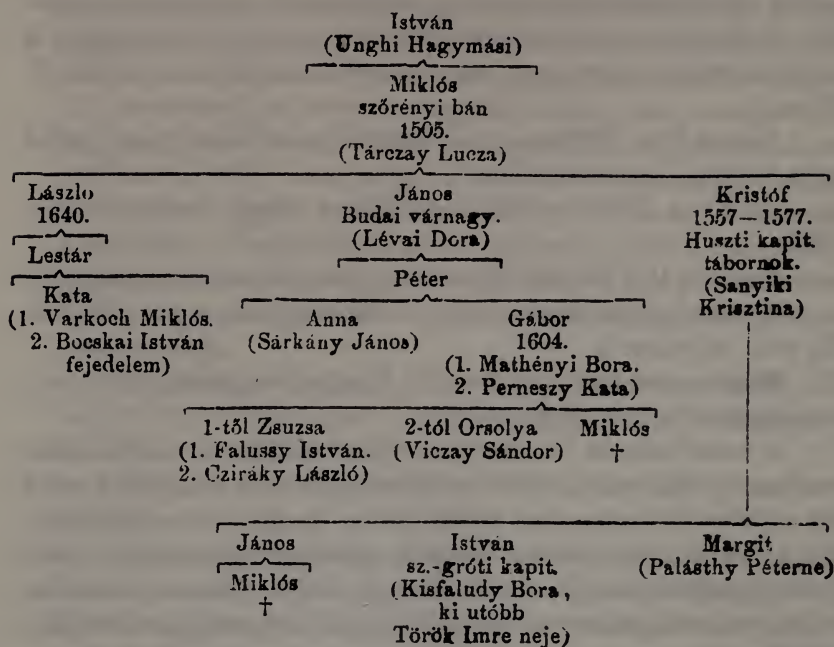 István
(Unghi Hagymási)
Miklós
szőrényi bán
1505.
(Tárczay Lucza)
László
1640.
Lestár
Kata
(1. Varkoch Miklós.
2. Bocskai István
fejedelem)
János
Budai várnagy.
(Lévai Dora)
Péter
Anna
(Sárkány János)
Gábor
1604.
(1. Mathényi Bora.
2. Perneszy Kata)
Kristóf
1557—1577.
Huszti kapit.
tábornok.
(Sanyiki
Krisztina)
1-től Zsuzsa
(1. Falussy István.
2. Cziráky László)
2-tól Orsolya
(Viczay Sándor)
Miklós
†
János
Miklós
†
István
sz.-gróti kapit.
(Kisfaludy Bora,
ki utóbb
Török Imre neje)
Margit
(Palásthy Péterne)